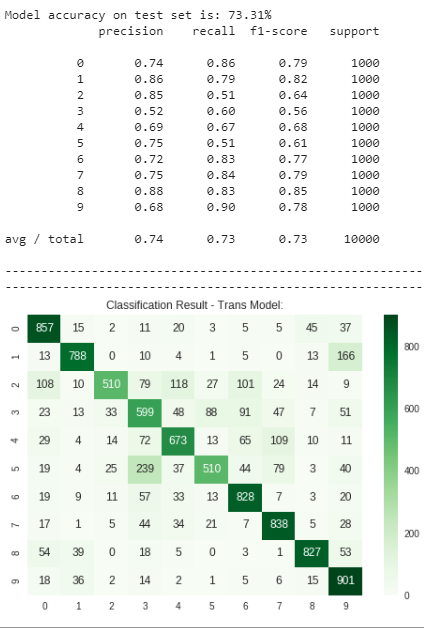 Model accuracy on test set is: 73.31%
precision recall f1-score support
0 0.74 0.86 0.79 1000
1 0.86 0.79 0.82 1000
2 0.85 0.51 0.64 1000
3 0.52 0.60 0.56 1000
4 0.69 0.67 0.68 1000
5 0.75 0.51 0.61 1000
6 0.72 0.83 0.77 1000
7 0.75 0.84 0.79 1000
8 0.88 0.83 0.85 1000
9 0.68 0.90 0.78 1000
avg / total 0.74 0.73 0.73 10000
Classification Result - Trans Model:
0 857 15 2 11 20 3 5 5 45 37
1 13 788 0 10 4 1 5 0 13 166 800
2 108 10 510 79 118 27 101 24 14 9
3 23 13 33 599 48 88 91 47 7 51 600
4 29 4 14 72 673 13 65 109 10 11
5 19 4 25 239 37 510 44 79 3 40 400
6 19 9 11 57 33 13 828 7 3 20
7 17 1 5 44 34 21 7 838 5 28 200
8 54 39 0 18 5 0 3 1 827 53
9 18 36 2 14 2 1 5 6 15 901 0
0 1 2 3 4 5 6 7 8 9